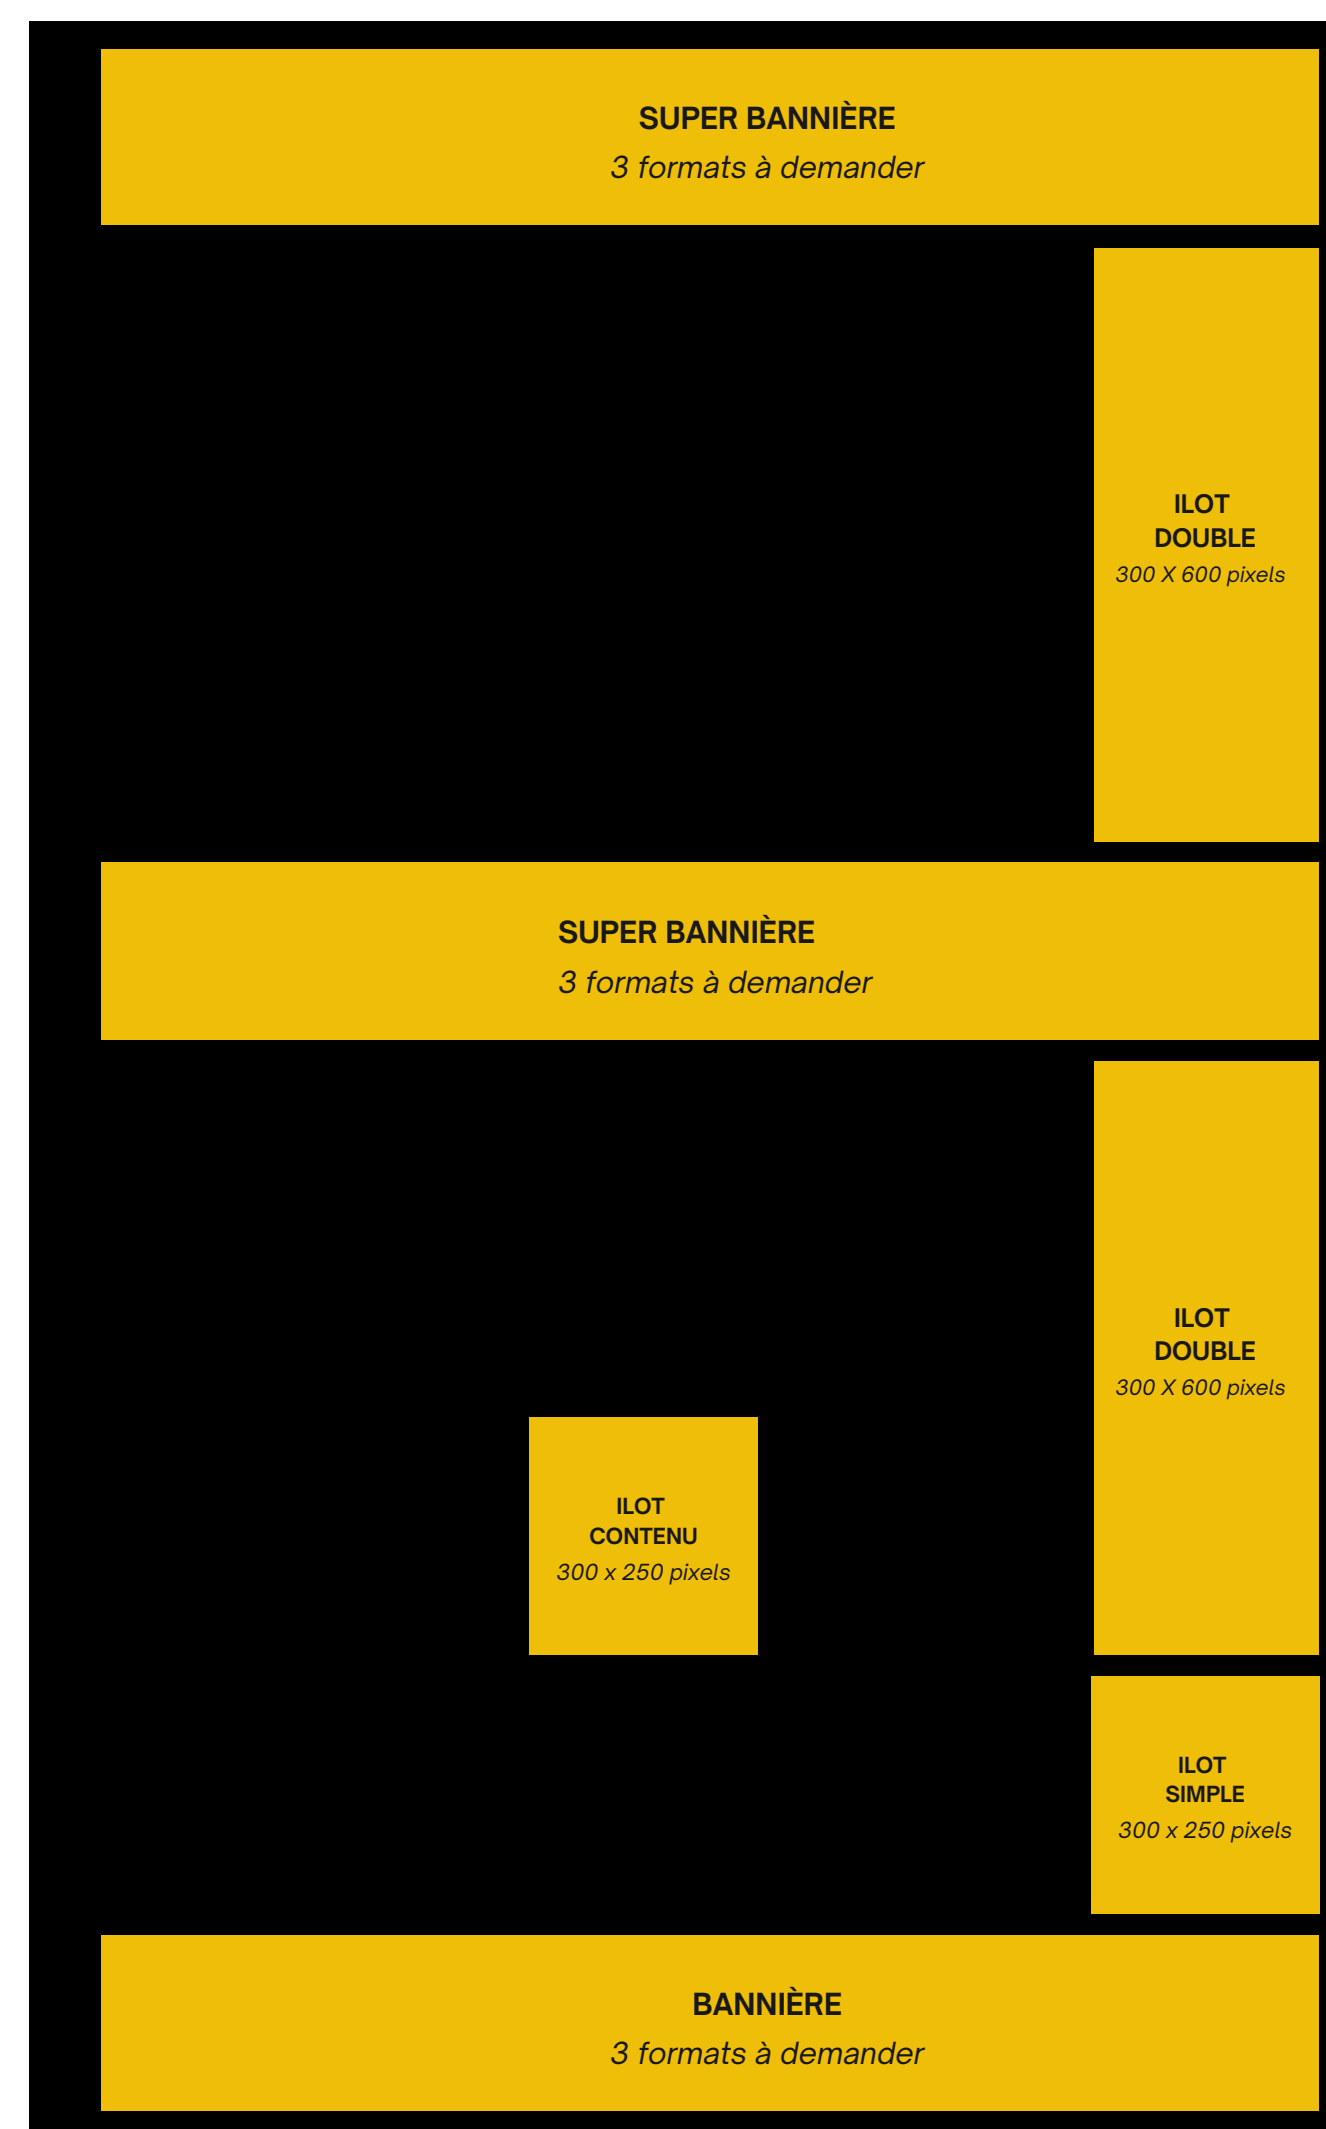 SUPER BANNIÈRE
3 formats à demander
ILOT
DOUBLE
300 X 600 pixels
SUPER BANNIÈRE
3 formats à demander
ILOT
DOUBLE
300 X 600 pixels
ILOT
CONTENU
300 x 250 pixels
ILOT
SIMPLE
300 x 250 pixels
BANNIÈRE
3 formats à demander